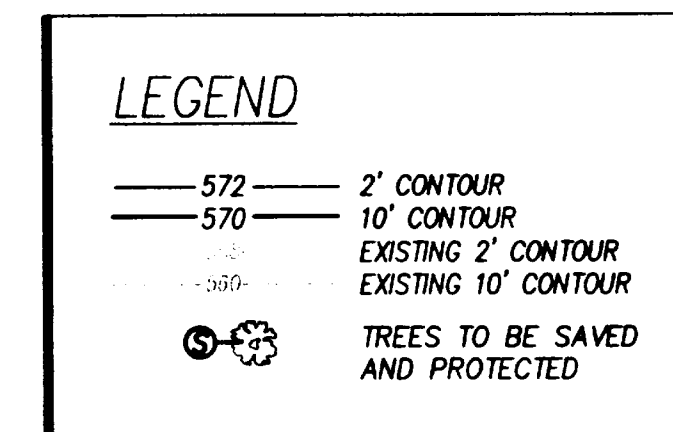 LEGEND
572 2' CONTOUR
570 10' CONTOUR
EXISTING 2' CONTOUR
EXISTING 10' CONTOUR
S TREES TO BE SAVED
AND PROTECTED